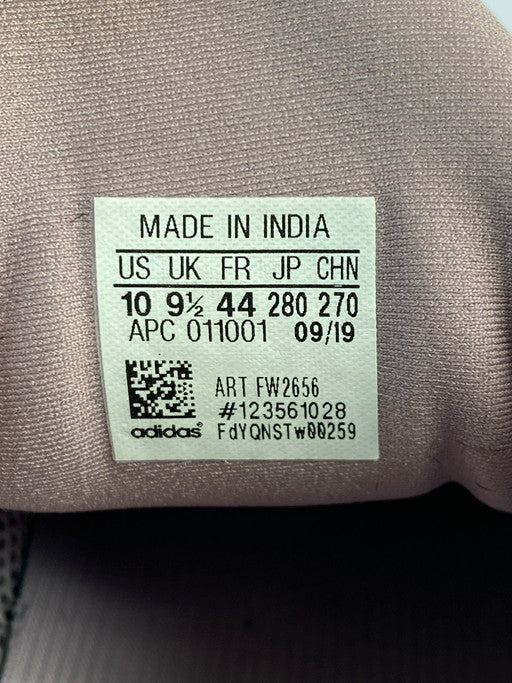 MADE IN INDIA
US UK FR JP CHN
10 9½ 44 280 270
APC 011001 09/19
ART FW2656
#123561028
adidas FdYQNSTw00259